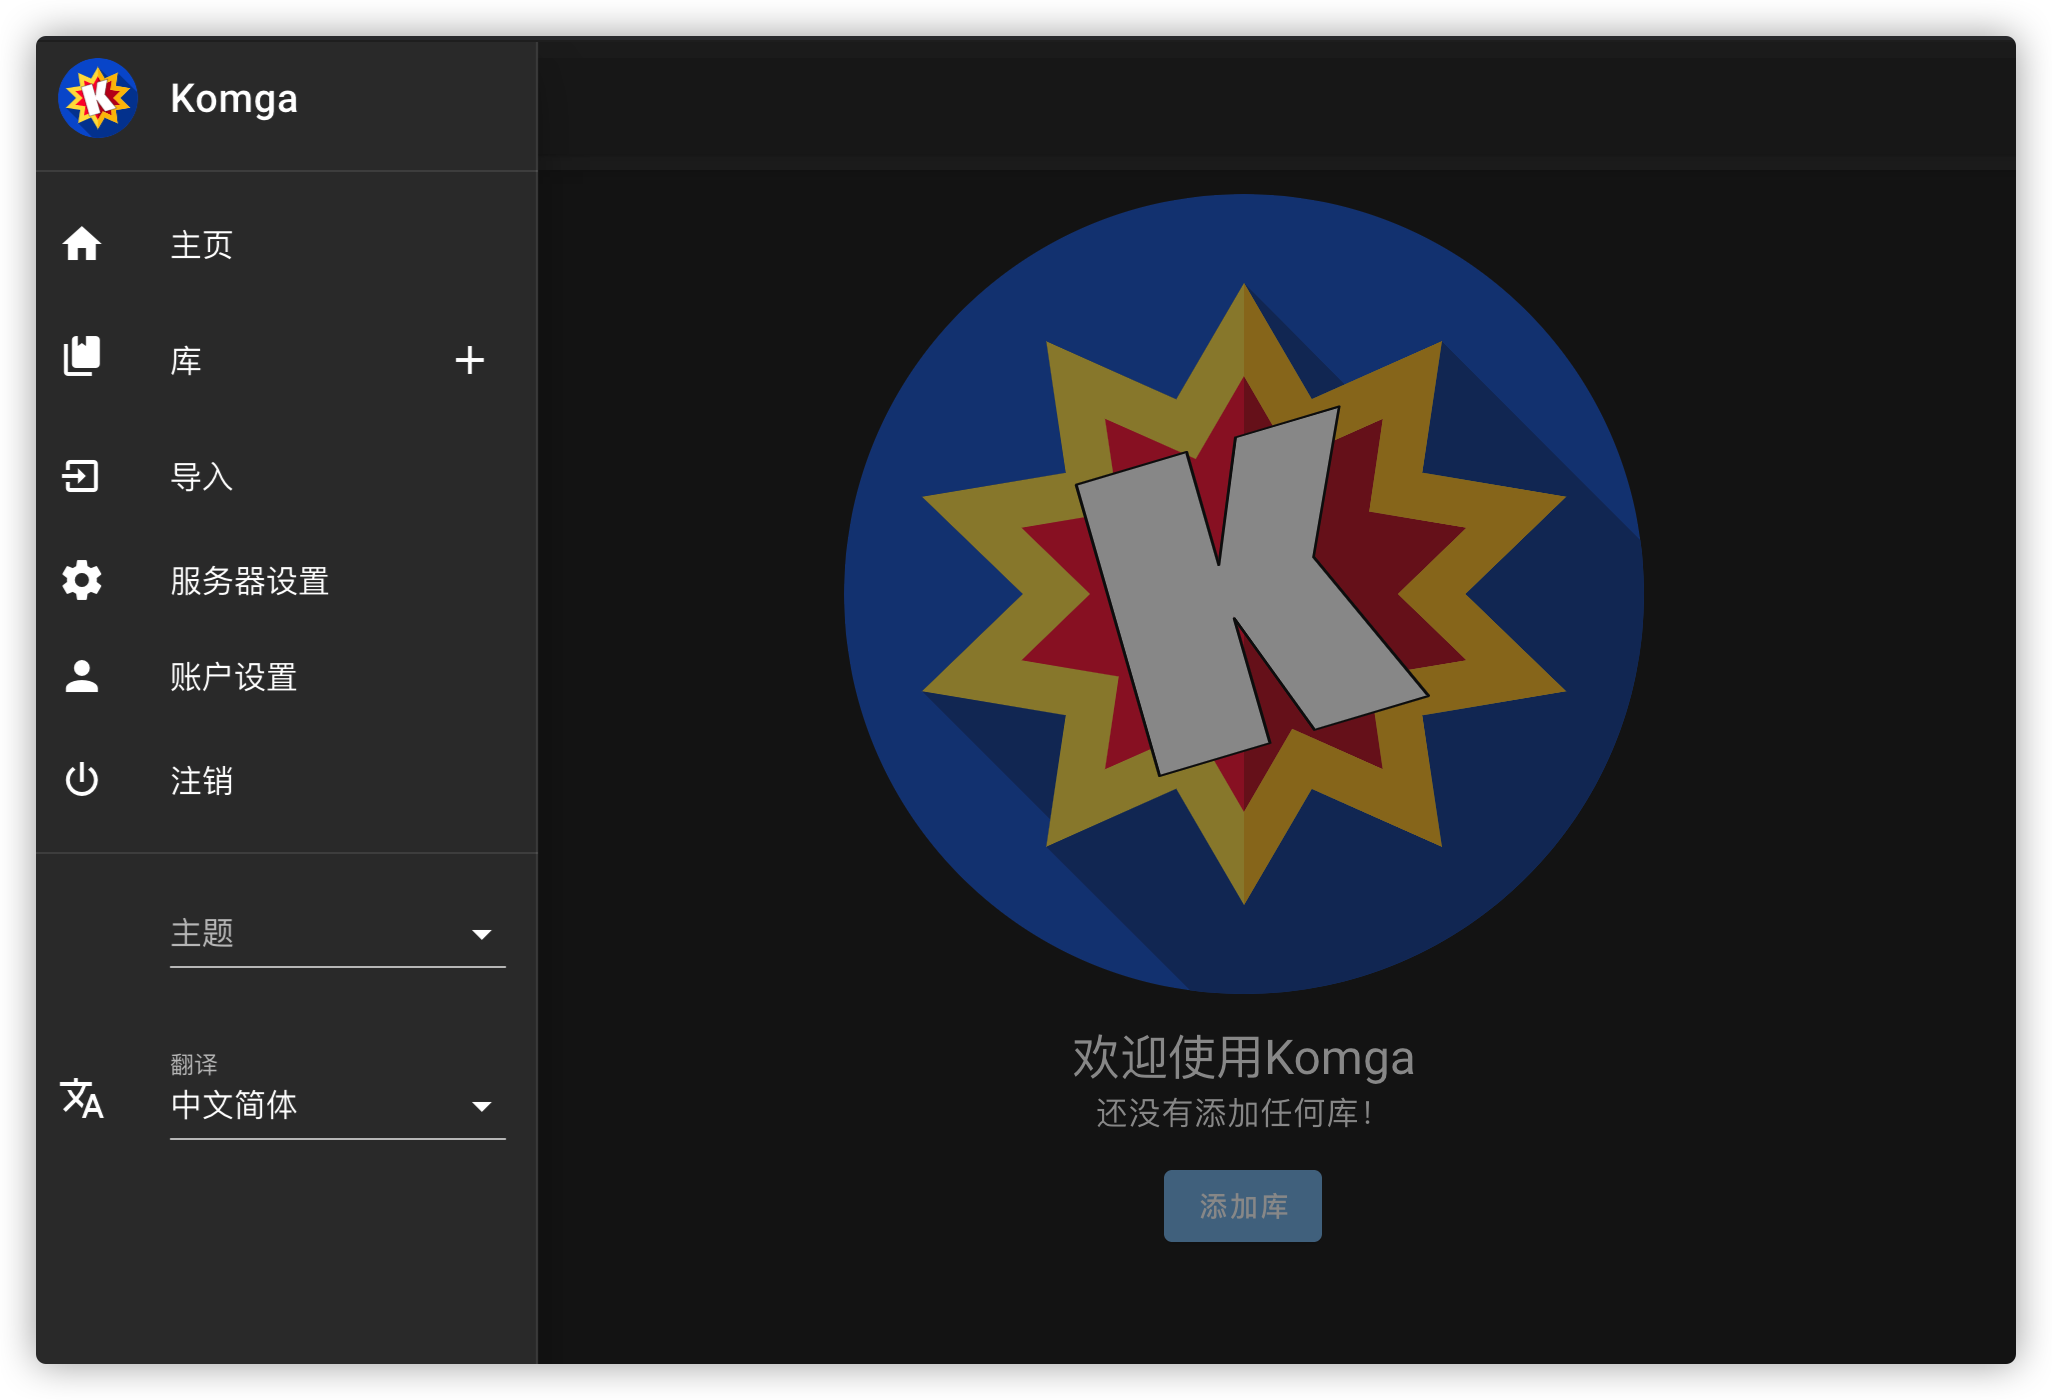 Komga
主页
库
导入
服务器设置
账户设置
注销
主题
翻译
中文简体
K
欢迎使用Komga
还没有添加任何库！
添加库